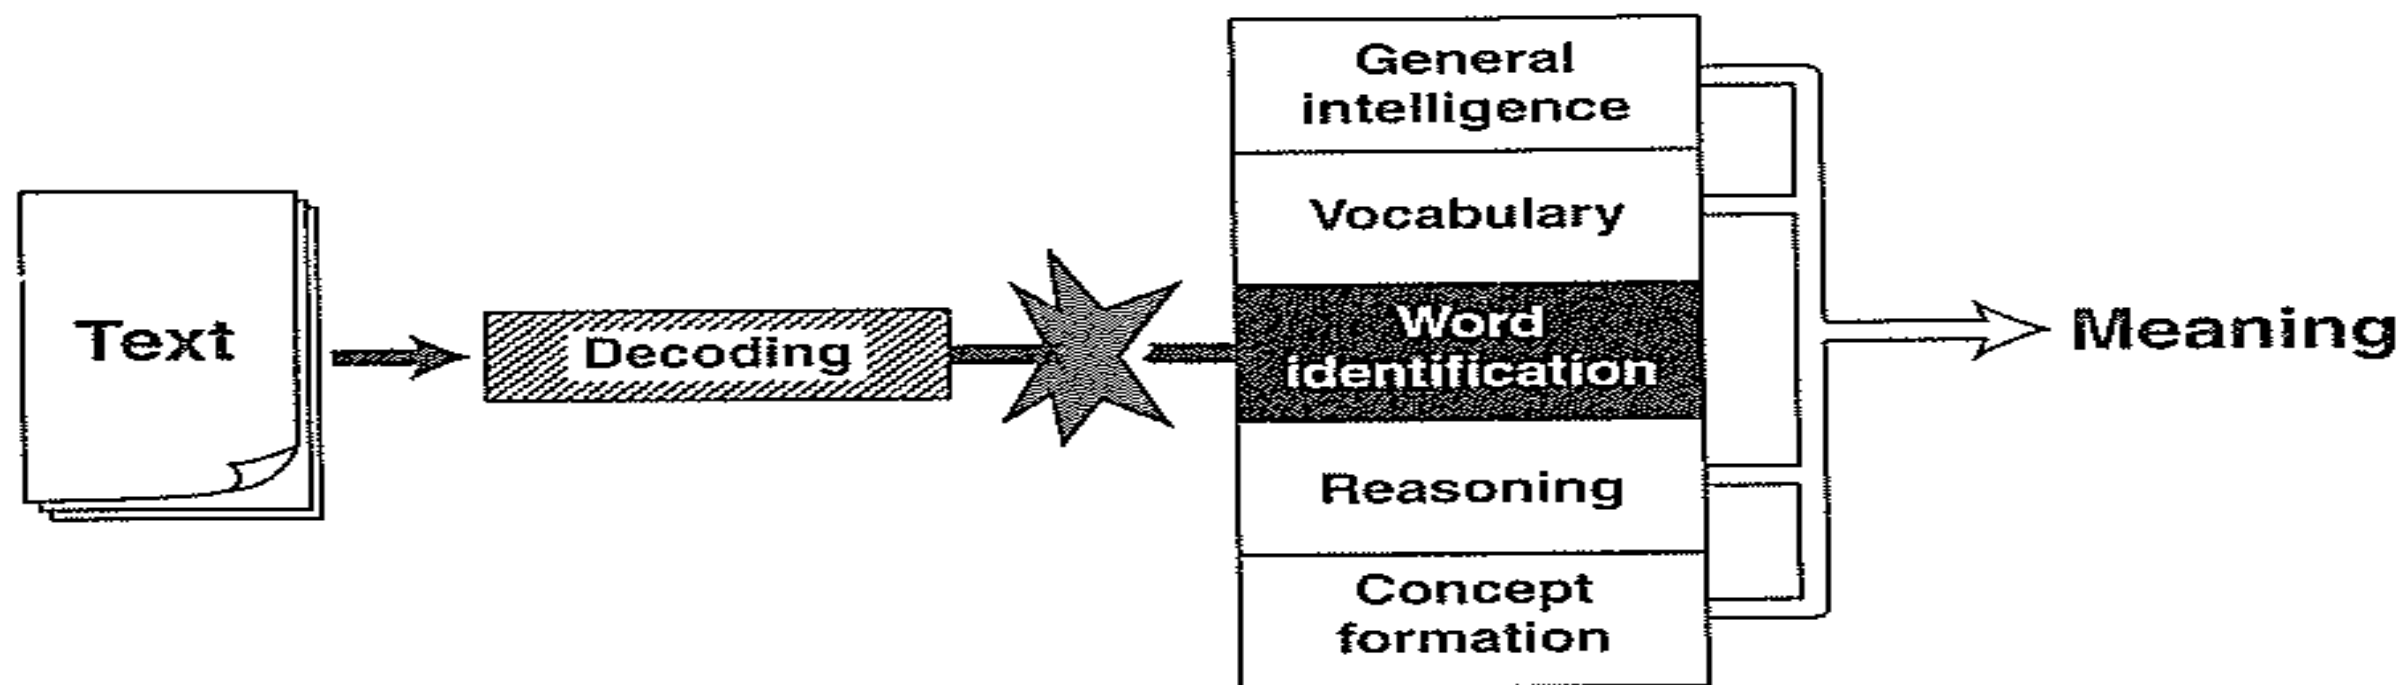 Text
Decoding
General
intelligence
Vocabulary
Word
identification
Reasoning
Concept
formation
Meaning